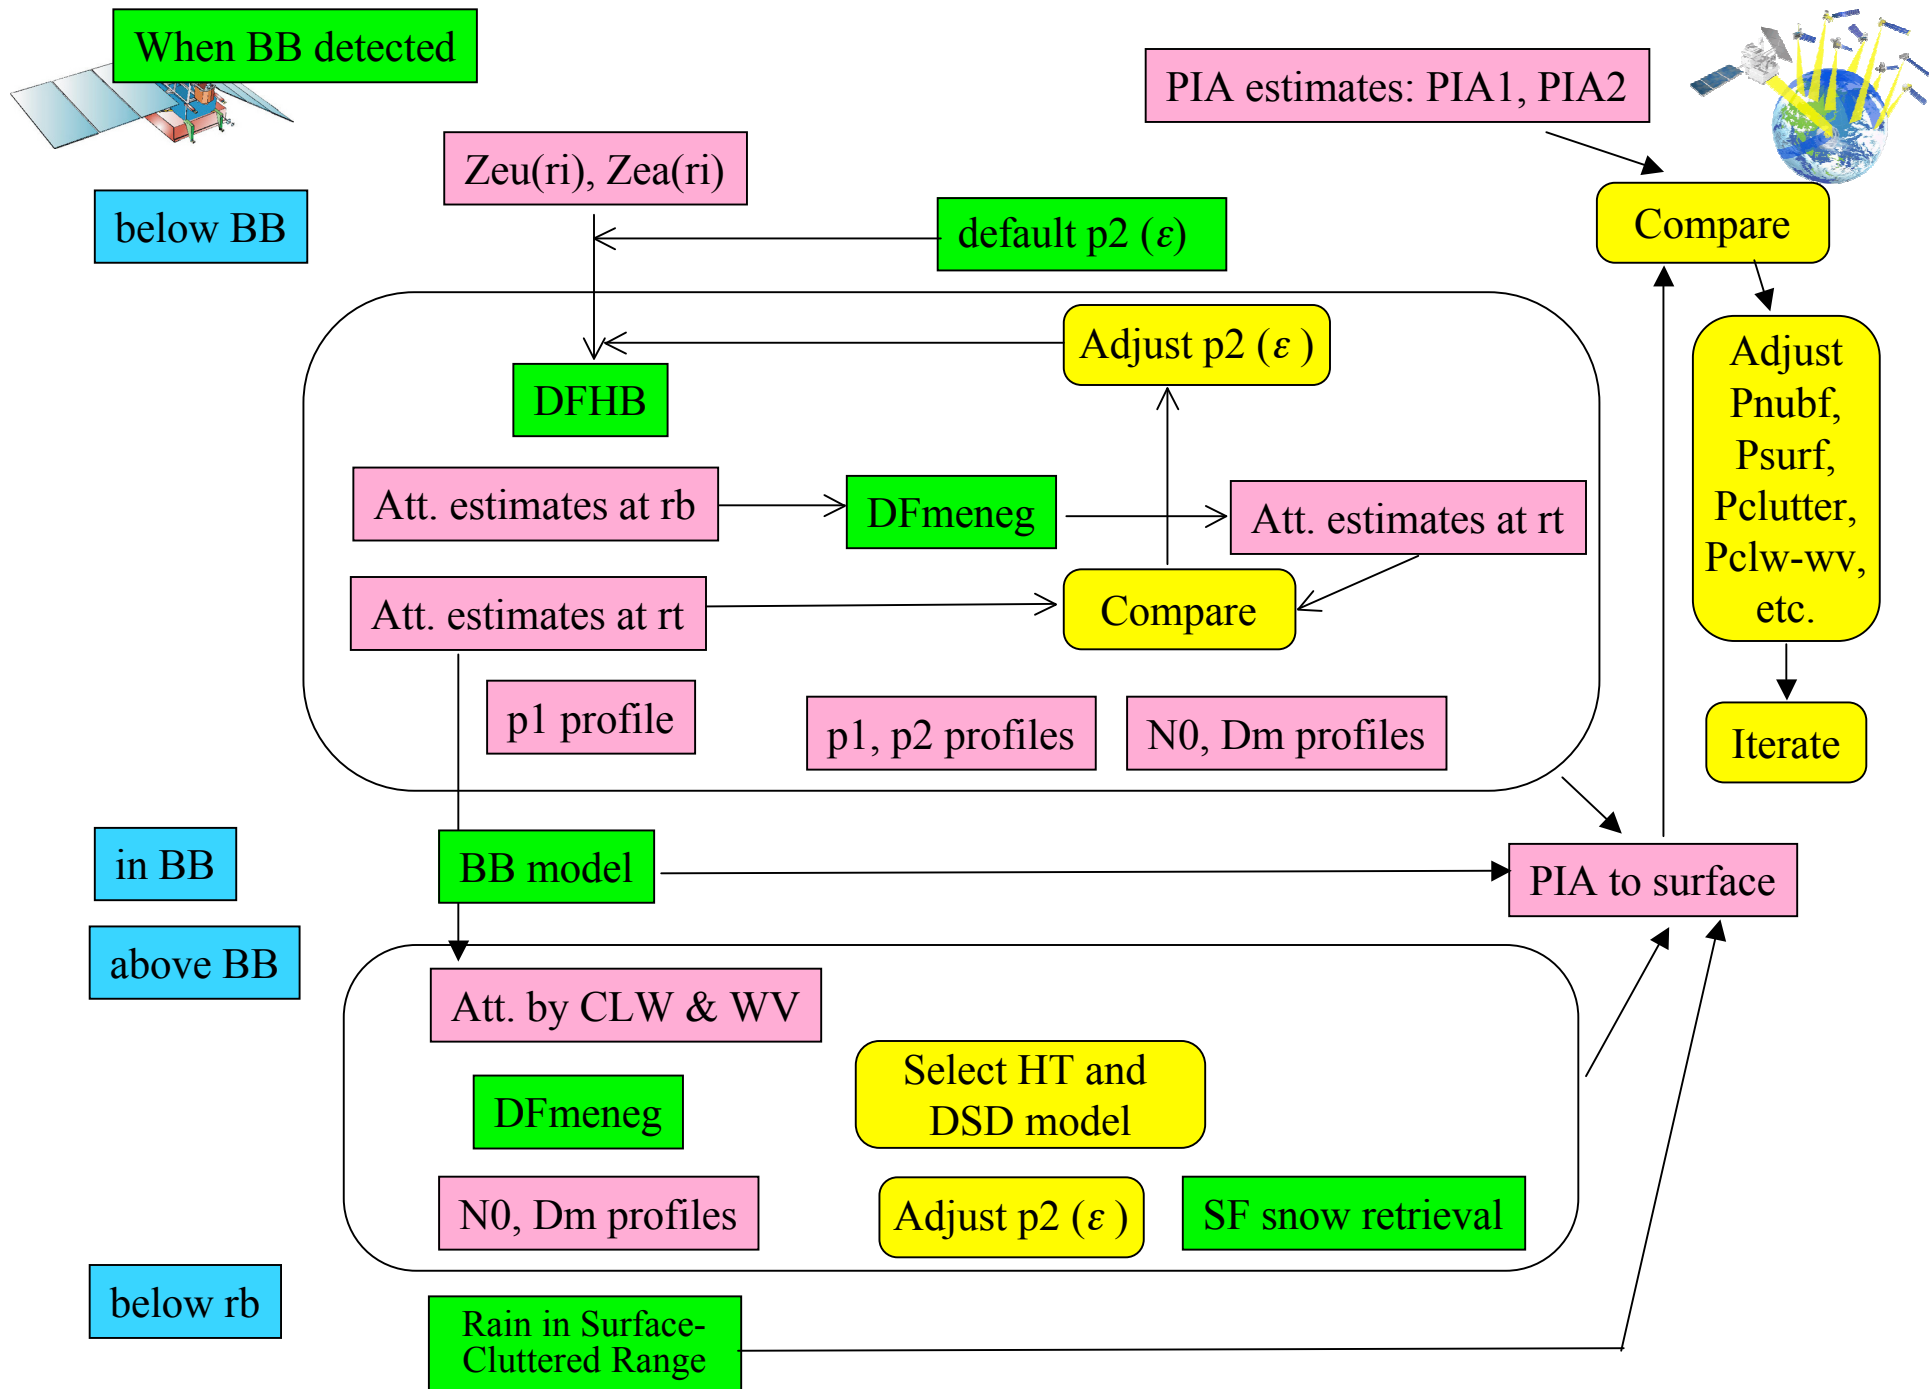 When BB detected
PIA estimates: PIA1, PIA2
Zeu(ri), Zea(ri)
below BB
default p2 (ε)
Compare
Adjust p2 (ε )
DFHB
Adjust
Pnubf,
Psurf,
Pclutter,
Pclw-wv,
etc.
Att. estimates at rb
DFmeneg
Att. estimates at rt
Att. estimates at rt
Compare
p1 profile
p1, p2 profiles
N0, Dm profiles
Iterate
in BB
BB model
PIA to surface
above BB
Att. by CLW & WV
Select HT and
DSD model
DFmeneg
N0, Dm profiles
Adjust p2 (ε )
SF snow retrieval
below rb
Rain in Surface-
Cluttered Range